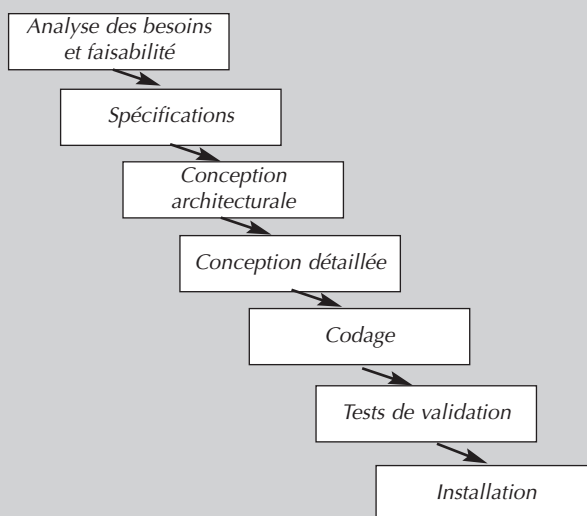 Analyse des besoins
et faisabilité
Spécifications
Conception
architecturale
Conception détaillée
Codage
Tests de validation
Installation